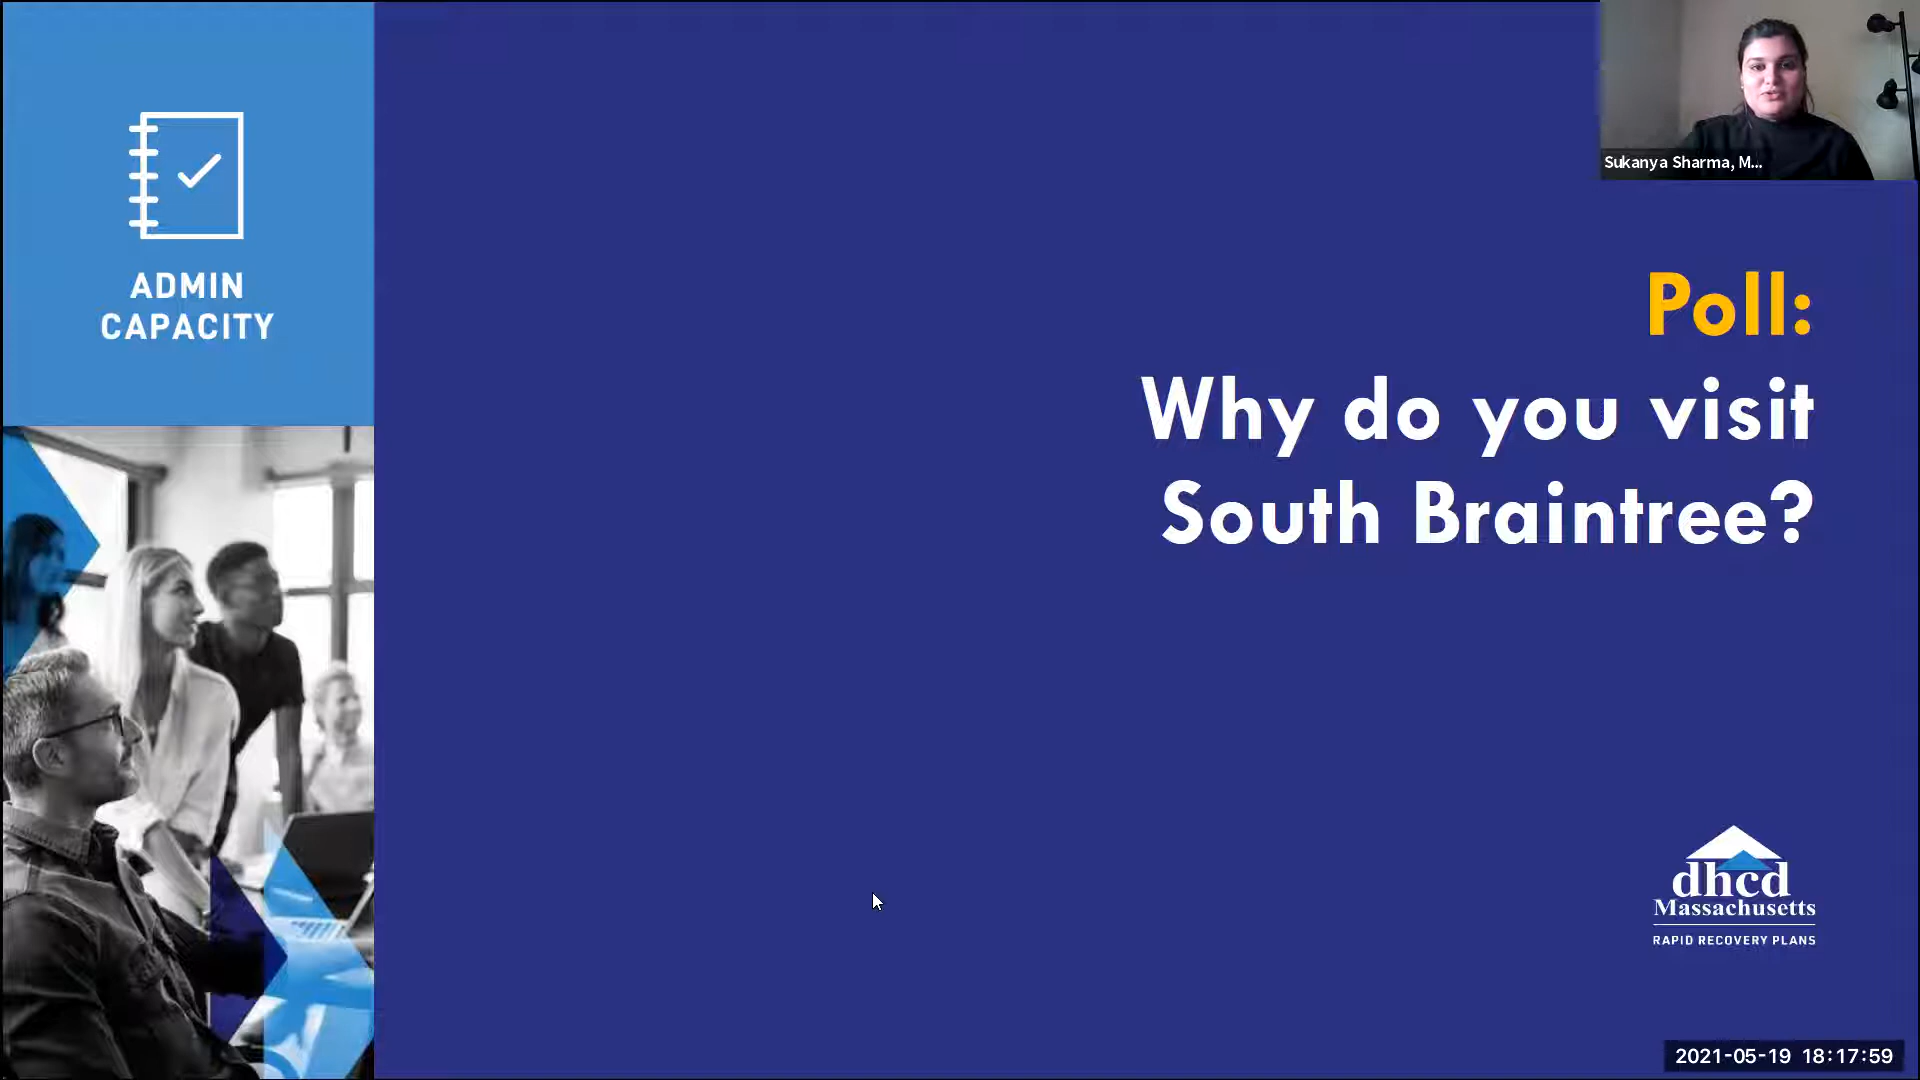 ADMIN
CAPACITY
Sukanya Sharma, M...
Poll:
Why do you visit
South Braintree?
dhcd
Massachusetts
RAPID RECOVERY PLANS
2021-05-19 18:17:59